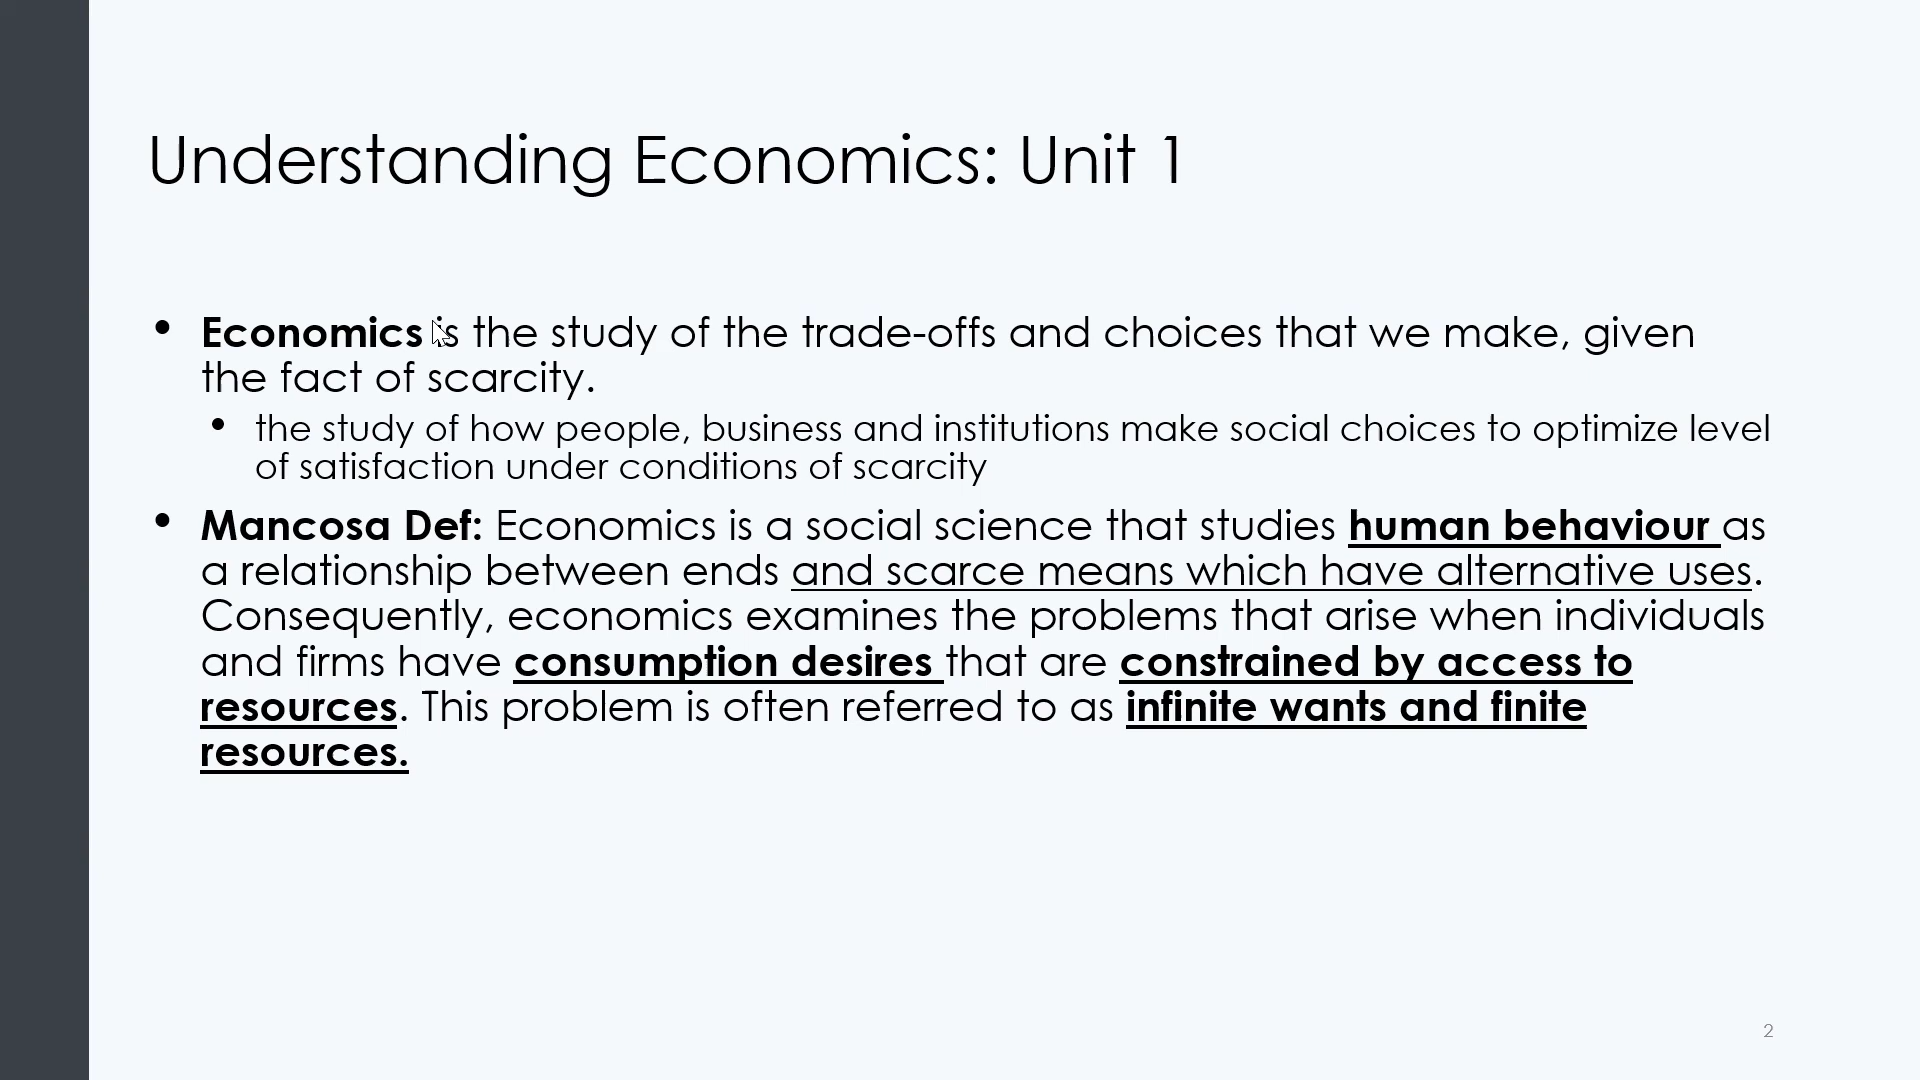 Understanding Economics: Unit 1
• Economics is the study of the trade-offs and choices that we make, given
the fact of scarcity.
• the study of how people, business and institutions make social choices to optimize level
of satisfaction under conditions of scarcity
• Mancosa Def: Economics is a social science that studies human behaviour as
a relationship between ends and scarce means which have alternative uses.
Consequently, economics examines the problems that arise when individuals
and firms have consumption desires that are constrained by access to
resources. This problem is often referred to as infinite wants and finite
resources.
2